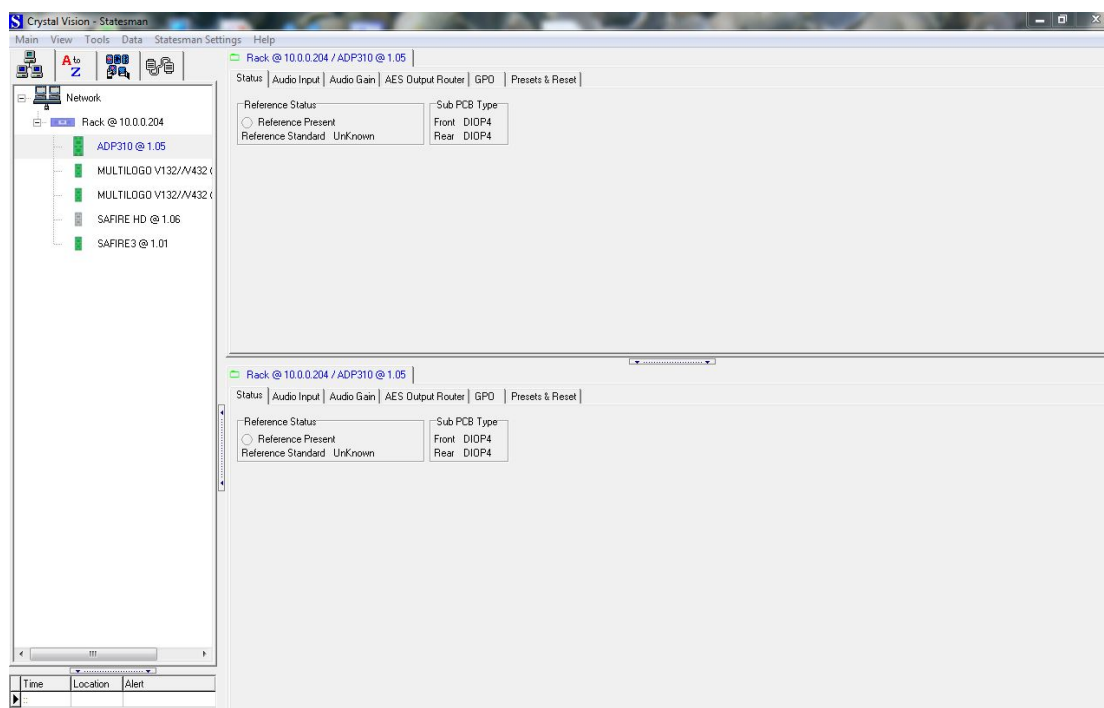 Crystal Vision - Statesman
Main View Tools Data Statesman Settings Help
A to Z
Network
Rack @ 10.0.0.204
ADP310 @ 1.05
MULTILOGO V132//V432 (
MULTILOGO V132//V432 (
SAFIRE HD @ 1.06
SAFIRE3 @ 1.01
Time Location Alert
Rack @ 10.0.0.204 / ADP310 @ 1.05
Status Audio Input Audio Gain AES Output Router GPO Presets & Reset
Reference Status Sub PCB Type
Reference Present Front DIOP4
Reference Standard UnKnown Rear DIOP4
Rack @ 10.0.0.204 / ADP310 @ 1.05
Status Audio Input Audio Gain AES Output Router GPO Presets & Reset
Reference Status Sub PCB Type
Reference Present Front DIOP4
Reference Standard UnKnown Rear DIOP4